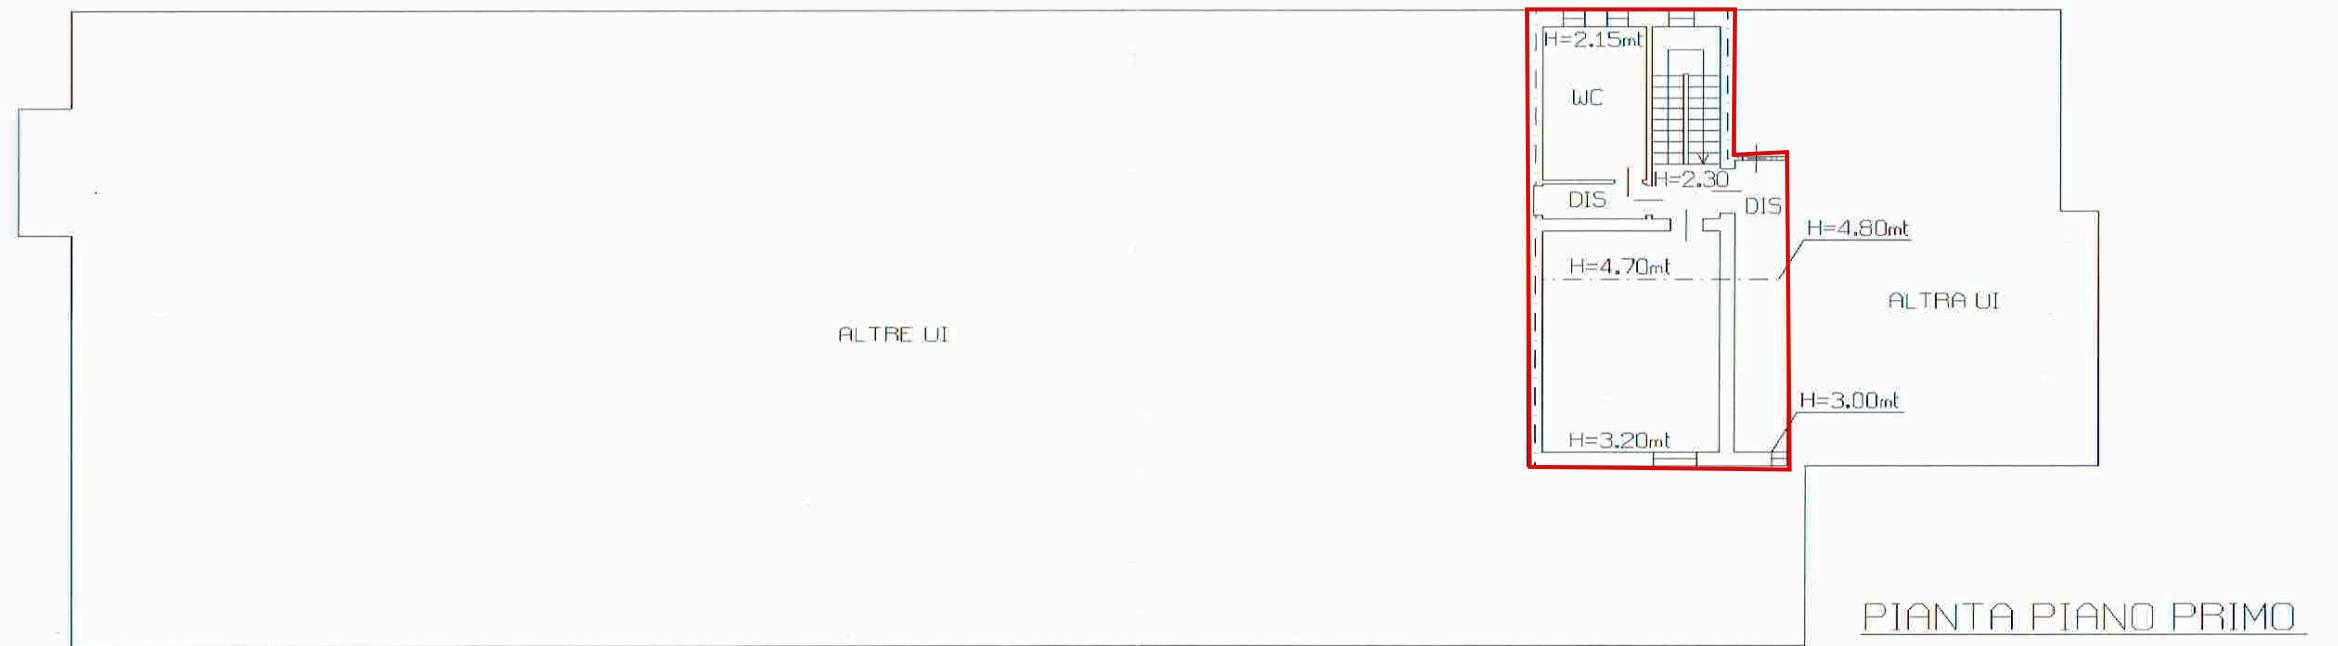 H=2.15mt
WC
H=2.30
DIS
DIS
H=4.80mt
H=4.70mt
ALTRA UI
ALTRE UI
H=3.00mt
H=3.20mt
PIANTA PIANO PRIMO